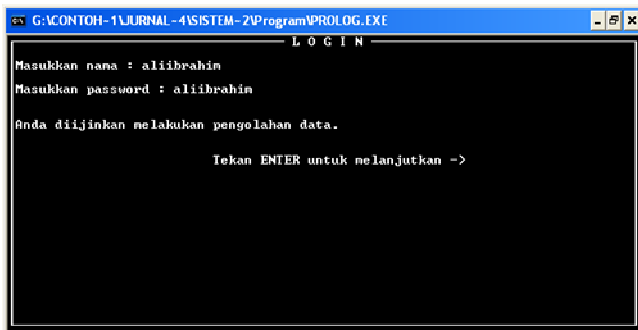 G:\CONTOH~1\JURNAL~4\SISTEM~2\Program\PROLOG.EXE
L O G I N
Masukkan nama : aliibrahim
Masukkan password : aliibrahim
Anda diijinkan melakukan pengolahan data.
Tekan ENTER untuk melanjutkan ->